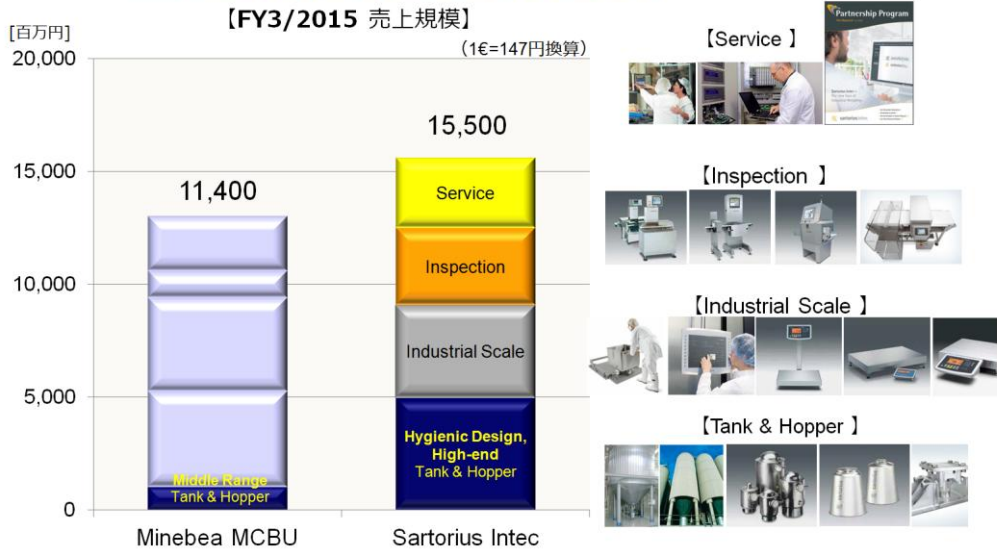 【FY3/2015 売上規模】
[百万円]
（1€=147円換算）
20,000
15,000
10,000
5,000
0
11,400
Middle Range
Tank & Hopper
Minebea MCBU
15,500
Service
Inspection
Industrial Scale
Hygienic Design,
High-end
Tank & Hopper
Sartorius Intec
【Service 】
Partnership Program
【Inspection 】
【Industrial Scale 】
【Tank & Hopper 】